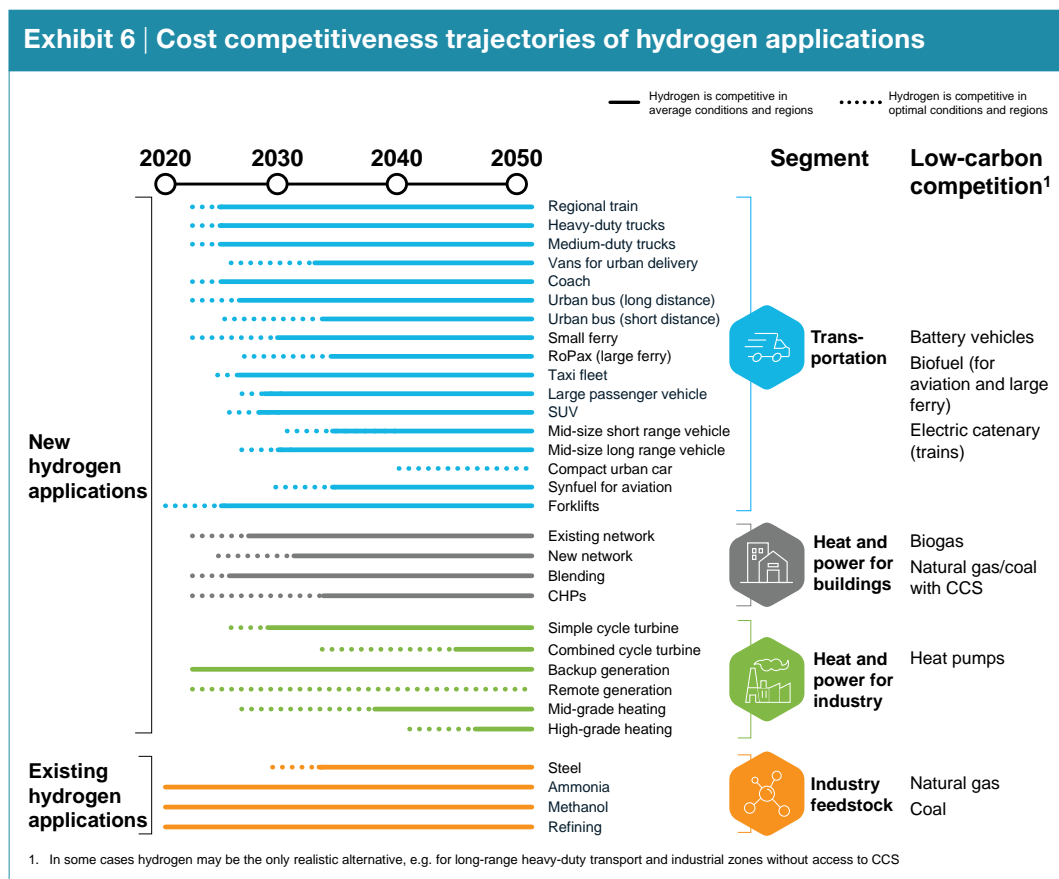 Exhibit 6 | Cost competitiveness trajectories of hydrogen applications
Hydrogen is competitive in
average conditions and regions
Hydrogen is competitive in
optimal conditions and regions
2020
2030
2040
2050
Segment
Low-carbon
competition1
New
hydrogen
applications
Regional train
Heavy-duty trucks
Medium-duty trucks
Vans for urban delivery
Coach
Urban bus (long distance)
Urban bus (short distance)
Small ferry
RoPax (large ferry)
Taxi fleet
Large passenger vehicle
SUV
Mid-size short range vehicle
Mid-size long range vehicle
Compact urban car
Synfuel for aviation
Forklifts
Trans-
portation
Battery vehicles
Biofuel (for
aviation and large
ferry)
Electric catenary
(trains)
Existing network
New network
Blending
CHPs
Heat and
power for
buildings
Biogas
Natural gas/coal
with CCS
Simple cycle turbine
Combined cycle turbine
Backup generation
Remote generation
Mid-grade heating
High-grade heating
Heat and
power for
industry
Heat pumps
Existing
hydrogen
applications
Steel
Ammonia
Methanol
Refining
Industry
feedstock
Natural gas
Coal
1. In some cases hydrogen may be the only realistic alternative, e.g. for long-range heavy-duty transport and industrial zones without access to CCS